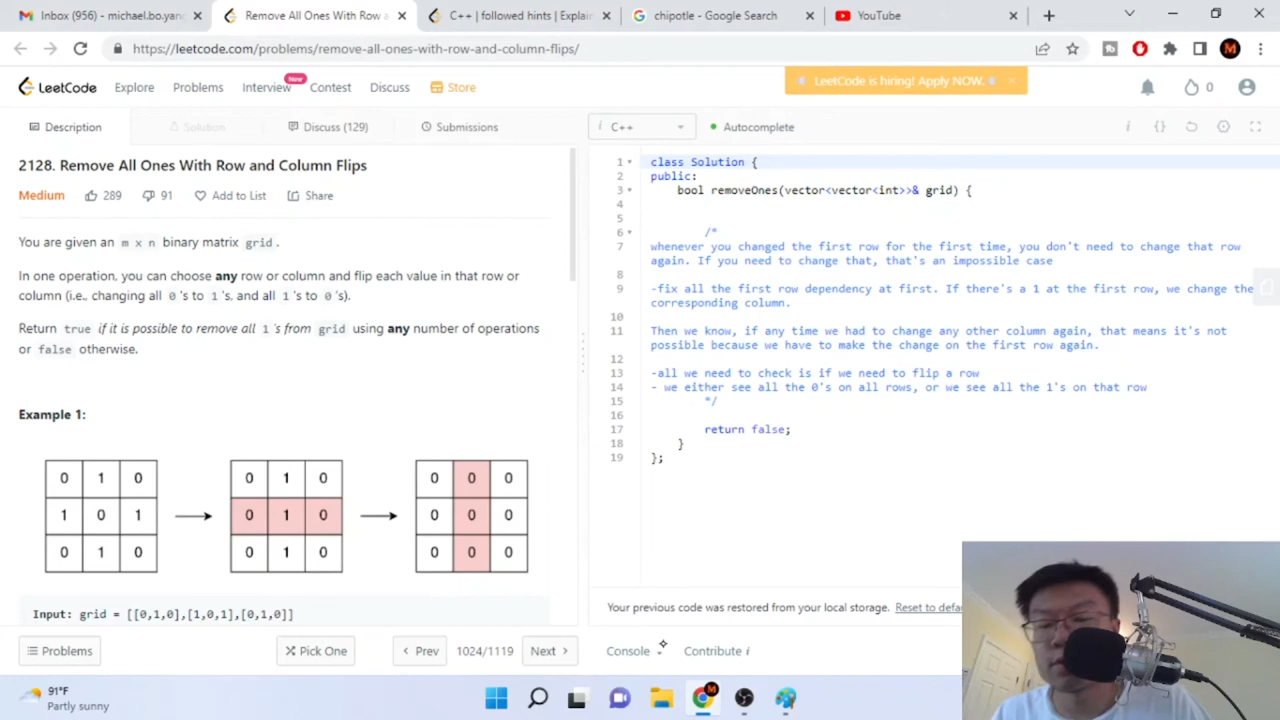 Inbox (956) - michael.bo.yan
Remove All Ones With Row a
C++ | followed hints | Explain
chipotle - Google Search
YouTube
https://leetcode.com/problems/remove-all-ones-with-row-and-column-flips/
LeetCode
Explore
Problems
Interview
New
Contest
Discuss
Store
LeetCode is hiring! Apply NOW.
0
Description
Solution
Discuss (129)
Submissions
i C++
Autocomplete
2128. Remove All Ones With Row and Column Flips
Medium
289
91
Add to List
Share
You are given an m x n binary matrix grid.
In one operation, you can choose any row or column and flip each value in that row or
column (i.e., changing all 0's to 1's, and all 1's to 0's).
Return true if it is possible to remove all 1's from grid using any number of operations
or false otherwise.
Example 1:
0 1 0 0 1 0 0 0 0
1 0 1 0 1 0 0 0 0
0 1 0 0 1 0 0 0 0
Input: grid = [[0,1,0],[1,0,1],[0,1,0]]
1 class Solution {
2 public:
3 bool removeOnes(vector<vector<int>>& grid) {
4
5
6 /*
7 whenever you changed the first row for the first time, you don't need to change that row
again. If you need to change that, that's an impossible case
8
9 -fix all the first row dependency at first. If there's a 1 at the first row, we change the
corresponding column.
10
11 Then we know, if any time we had to change any other column again, that means it's not
possible because we have to make the change on the first row again.
12
13 -all we need to check is if we need to flip a row
14 - we either see all the 0's on all rows, or we see all the 1's on that row
15 */
16
17 return false;
18 }
19 };
Your previous code was restored from your local storage. Reset to defa
Problems
Pick One
Prev
1024/1119
Next
Console
Contribute i
91°F
Partly sunny